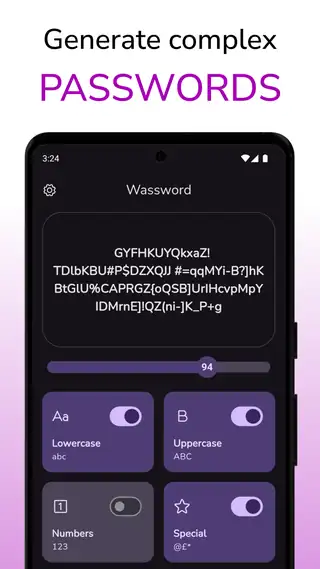 Generate complex
PASSWORDS
3:24
Wassword
GYFHKUYQkxaZ!
TDlbKBU#P$DZXQJJ #=qqMYi-B?]hK
BtGlU%CAPRGZ{oQSB]UrIHcvpMpY
IDMrnE]!QZ(ni-]K_P+g
94
Aa
B
Lowercase
Uppercase
abc
ABC
1
Numbers
Special
123
@£*